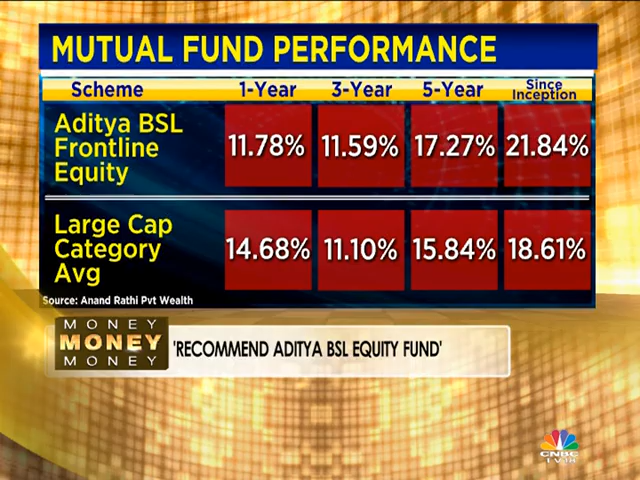 MUTUAL FUND PERFORMANCE
Scheme 1-Year 3-Year 5-Year Since Inception
Aditya BSL
Frontline
Equity
11.78% 11.59% 17.27% 21.84%
Large Cap
Category
Avg
14.68% 11.10% 15.84% 18.61%
Source: Anand Rathi Pvt Wealth
MONEY
MONEY
MONEY
'RECOMMEND ADITYA BSL EQUITY FUND'
CNBC
TV18